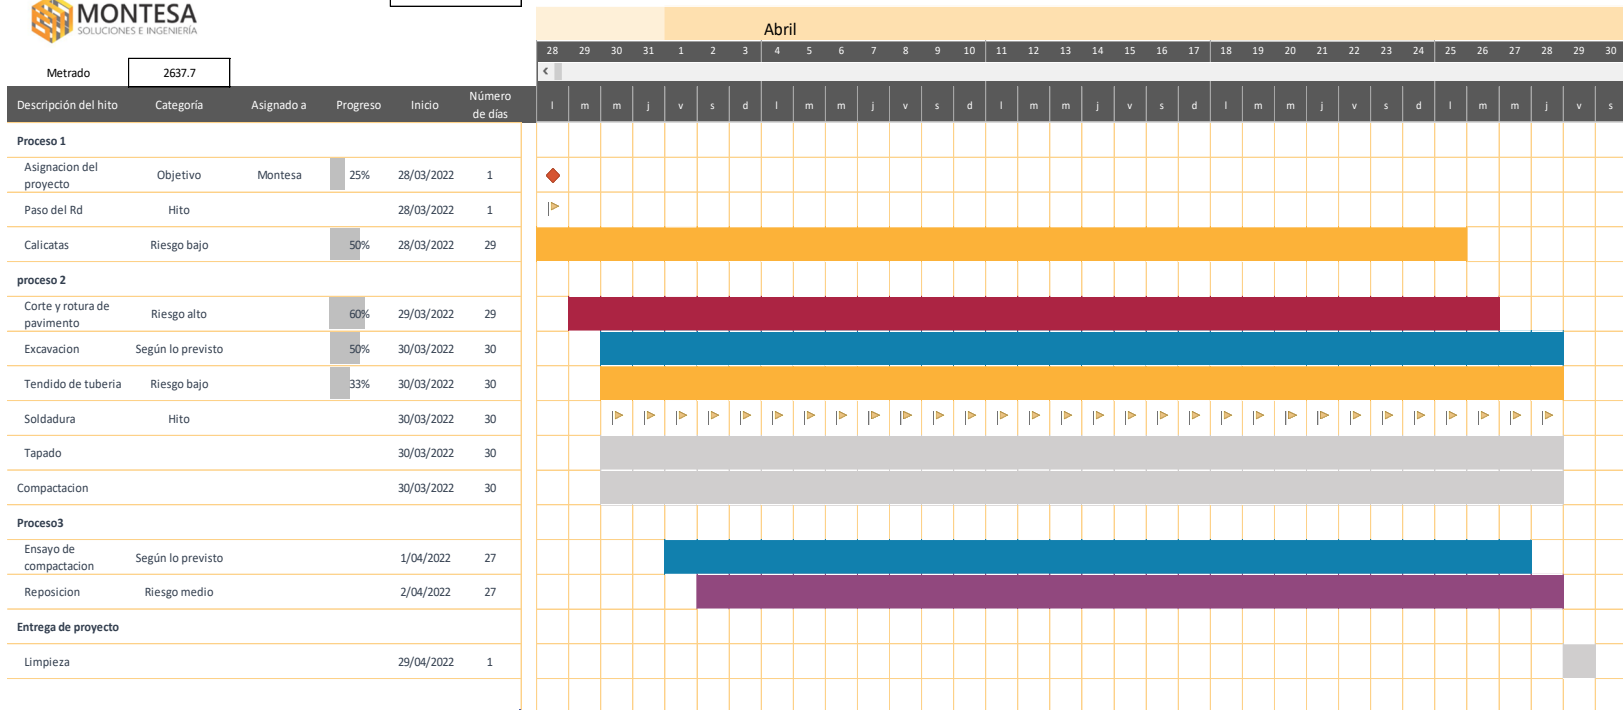 MONTESA
SOLUCIONES E INGENIERÍA
Abril
28 29 30 31 1 2 3 4 5 6 7 8 9 10 11 12 13 14 15 16 17 18 19 20 21 22 23 24 25 26 27 28 29 30
Metrado 2637.7
Descripción del hito Categoría Asignado a Progreso Inicio Número de días l m m j v s d l m m j v s d l m m j v s d l m m j v s d l m m j v s
Proceso 1
Asignacion del proyecto Objetivo Montesa 25% 28/03/2022 1
Paso del Rd Hito 28/03/2022 1
Calicatas Riesgo bajo 50% 28/03/2022 29
proceso 2
Corte y rotura de pavimento Riesgo alto 60% 29/03/2022 29
Excavacion Según lo previsto 50% 30/03/2022 30
Tendido de tuberia Riesgo bajo 33% 30/03/2022 30
Soldadura Hito 30/03/2022 30
Tapado 30/03/2022 30
Compactacion 30/03/2022 30
Proceso3
Ensayo de compactacion Según lo previsto 1/04/2022 27
Reposicion Riesgo medio 2/04/2022 27
Entrega de proyecto
Limpieza 29/04/2022 1